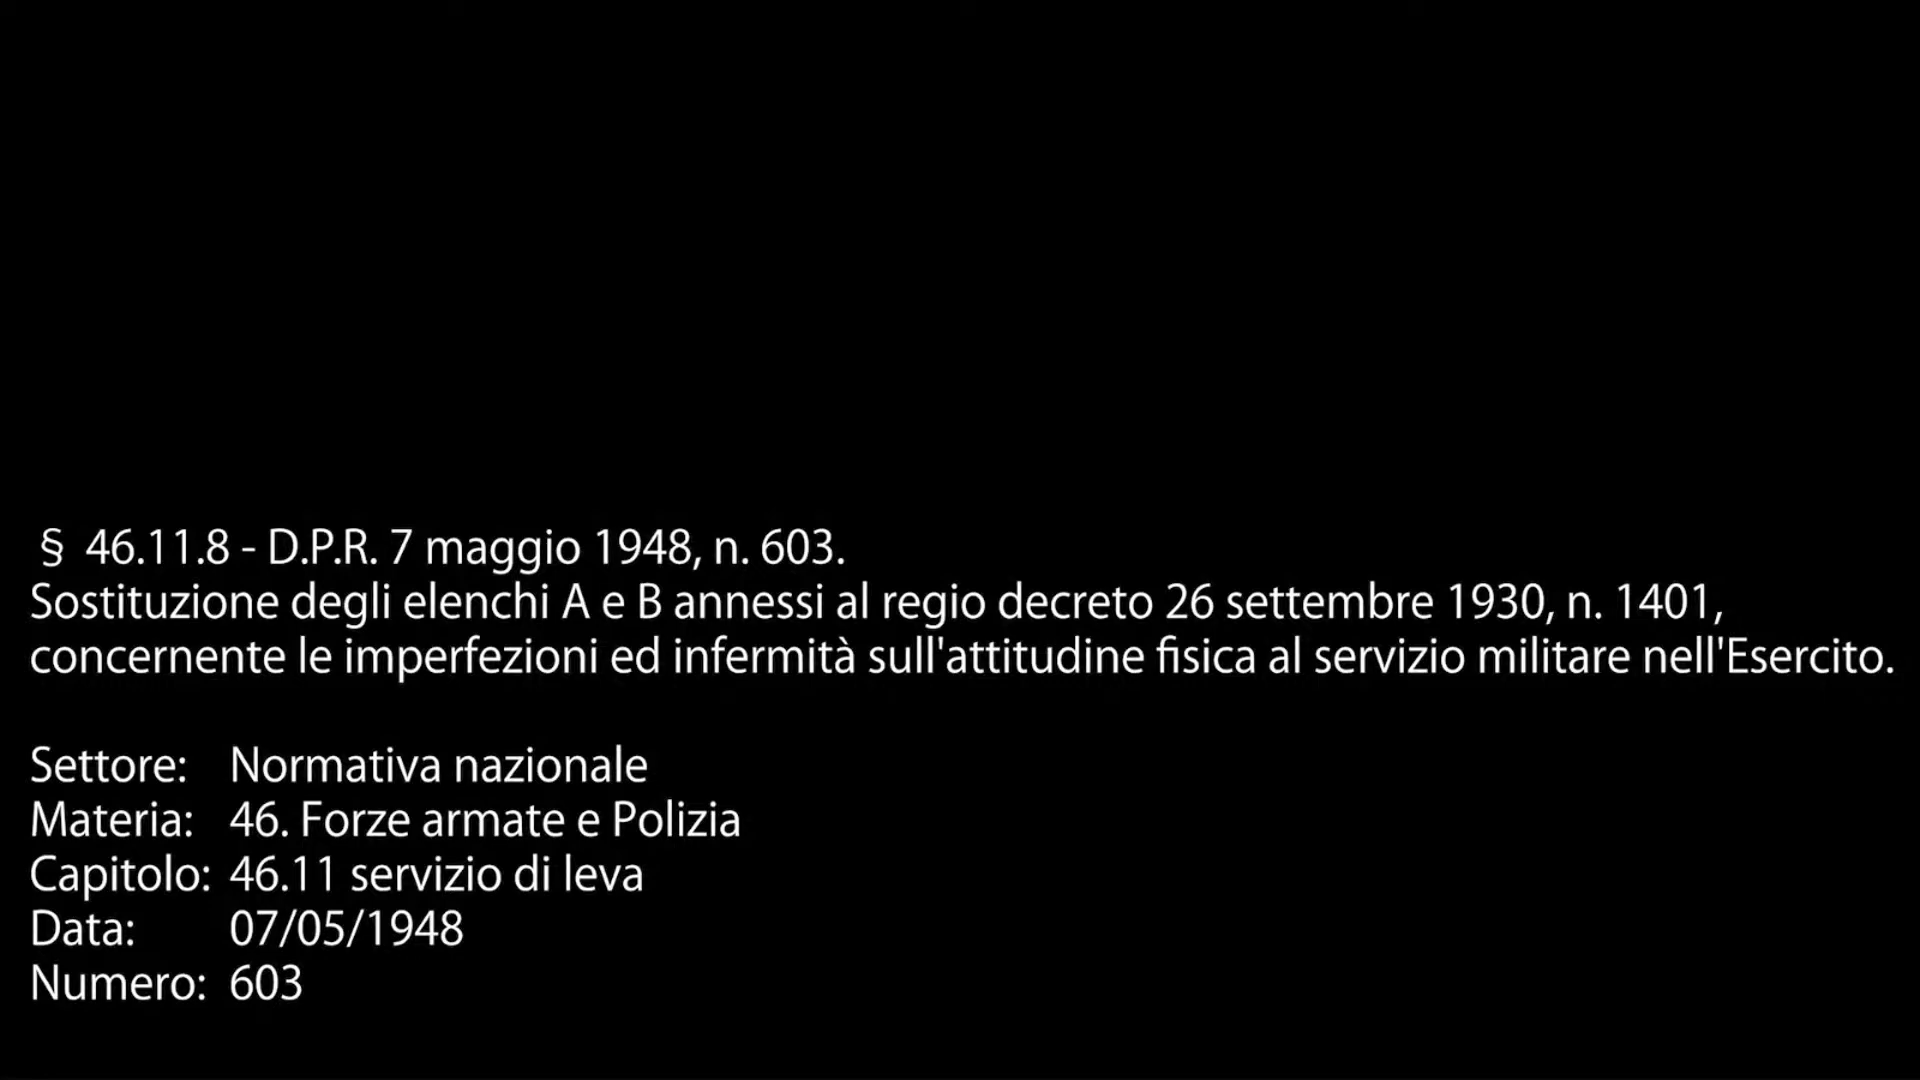 § 46.11.8 - D.P.R. 7 maggio 1948, n. 603.
Sostituzione degli elenchi A e B annessi al regio decreto 26 settembre 1930, n. 1401,
concernente le imperfezioni ed infermità sull'attitudine fisica al servizio militare nell'Esercito.
Settore: Normativa nazionale
Materia: 46. Forze armate e Polizia
Capitolo: 46.11 servizio di leva
Data: 07/05/1948
Numero: 603